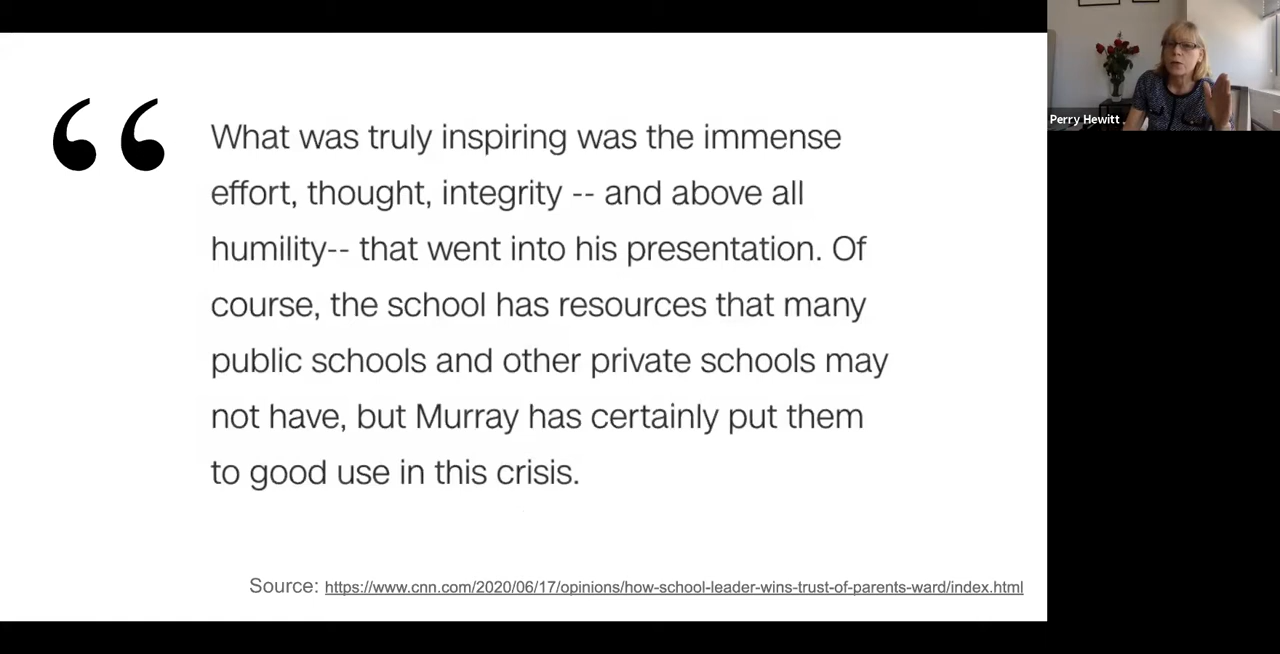 “
What was truly inspiring was the immense
effort, thought, integrity -- and above all
humility-- that went into his presentation. Of
course, the school has resources that many
public schools and other private schools may
not have, but Murray has certainly put them
to good use in this crisis.
Source: https://www.cnn.com/2020/06/17/opinions/how-school-leader-wins-trust-of-parents-ward/index.html
Perry Hewitt